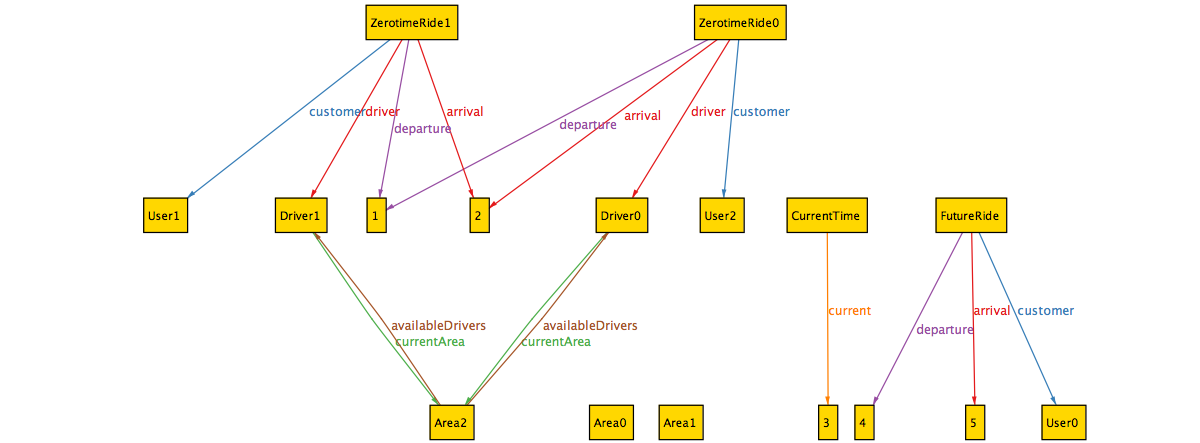 ZerotimeRide1
ZerotimeRide0
customer
driver
arrival
departure
departure
arrival
driver
customer
User1
Driver1
1
2
Driver0
User2
CurrentTime
FutureRide
availableDrivers
currentArea
availableDrivers
currentArea
current
arrival
customer
departure
Area2
Area0
Area1
3
4
5
User0